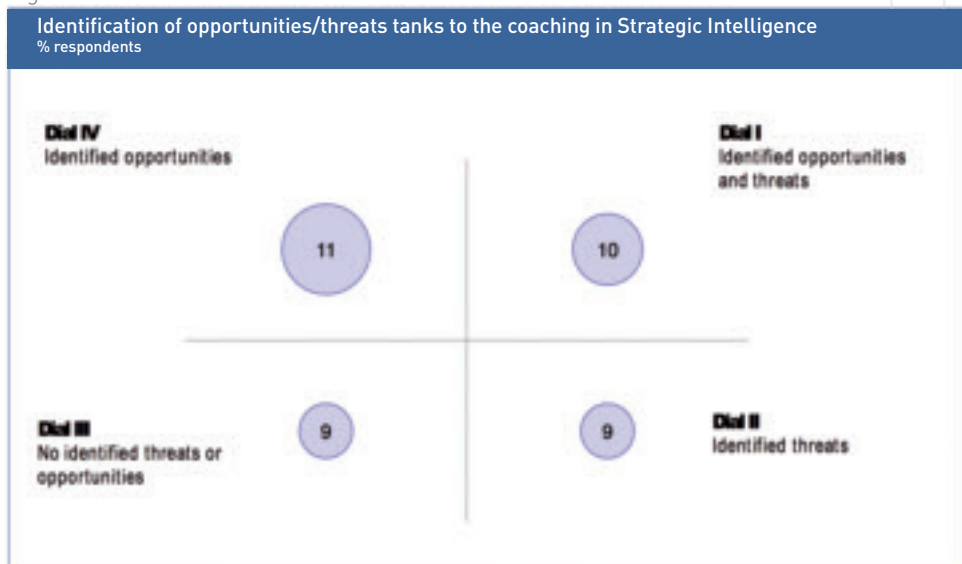 Identification of opportunities/threats tanks to the coaching in Strategic Intelligence
% respondents
Dial IV
Identified opportunities
Dial I
Identified opportunities
and threats
11
10
9
9
Dial III
No identified threats or
opportunities
Dial II
Identified threats